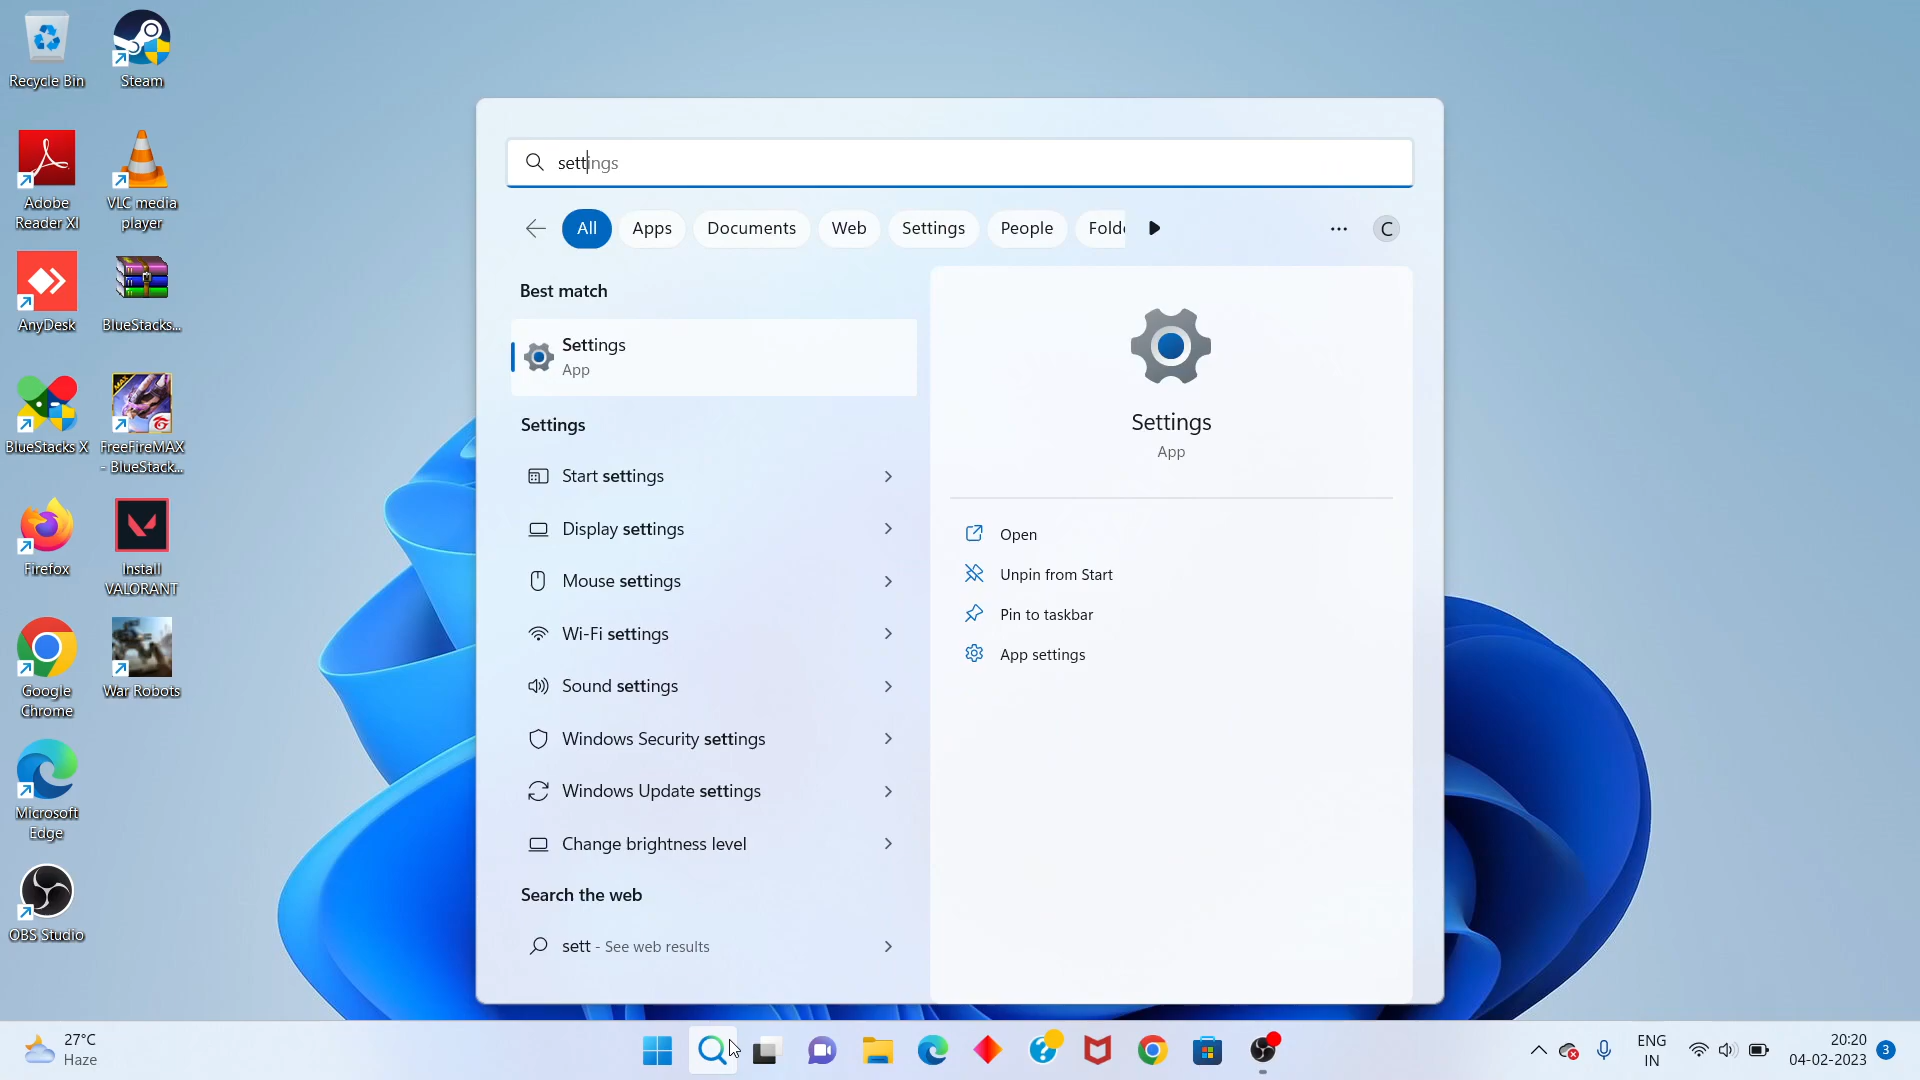 Recycle Bin
Steam
Adobe
Reader XI
VLC media
player
AnyDesk
BlueStacks...
BlueStacks X
FreeFireMAX
- BlueStack...
Firefox
Install
VALORANT
Google
Chrome
War Robots
Microsoft
Edge
OBS Studio
settings
All
Apps
Documents
Web
Settings
People
Folde
...
C
Best match
Settings
App
Settings
Start settings
Display settings
Mouse settings
Wi-Fi settings
Sound settings
Windows Security settings
Windows Update settings
Change brightness level
Search the web
sett - See web results
Settings
App
Open
Unpin from Start
Pin to taskbar
App settings
27°C
Haze
ENG
IN
20:20
04-02-2023
3